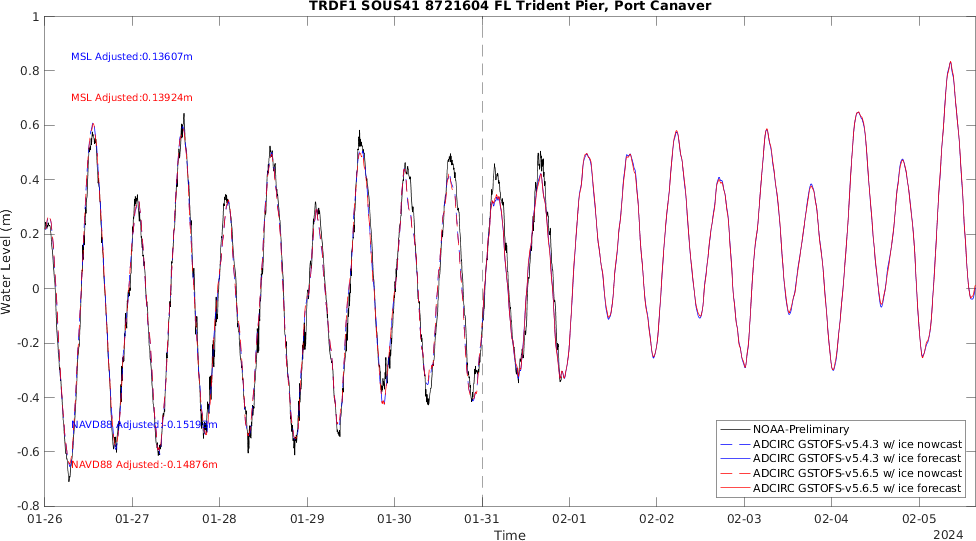 TRDF1 SOUS41 8721604 FL Trident Pier, Port Canaver
MSL Adjusted:0.13607m
MSL Adjusted:0.13924m
NAVD88 Adjusted:-0.1519 m
NAVD88 Adjusted:-0.14876m
Water Level (m)
1
0.8
0.6
0.4
0.2
0
-0.2
-0.4
-0.6
-0.8
NOAA-Preliminary
ADCIRC GSTOFS-v5.4.3 w/ ice nowcast
ADCIRC GSTOFS-v5.4.3 w/ ice forecast
ADCIRC GSTOFS-v5.6.5 w/ ice nowcast
ADCIRC GSTOFS-v5.6.5 w/ ice forecast
01-26 01-27 01-28 01-29 01-30 01-31 02-01 02-02 02-03 02-04 02-05
Time
2024